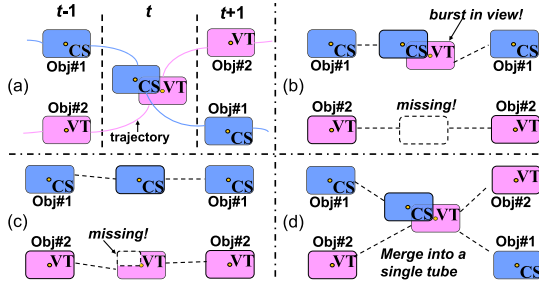 t-1 t t+1
CS VT
Obj#1 Obj#2
CS VT
(a)
Obj#2 Obj#1
VT CS
trajectory
burst in view!
CS CS VT CS
Obj#1 Obj#1
(b)
Obj#2 missing! Obj#2
VT VT
CS CS CS
Obj#1 Obj#1
(c)
Obj#2 missing! Obj#2
VT VT VT
VT
CS Obj#2
Obj#1 CS VT
(d)
Obj#2 Merge into a Obj#1
VT single tube CS